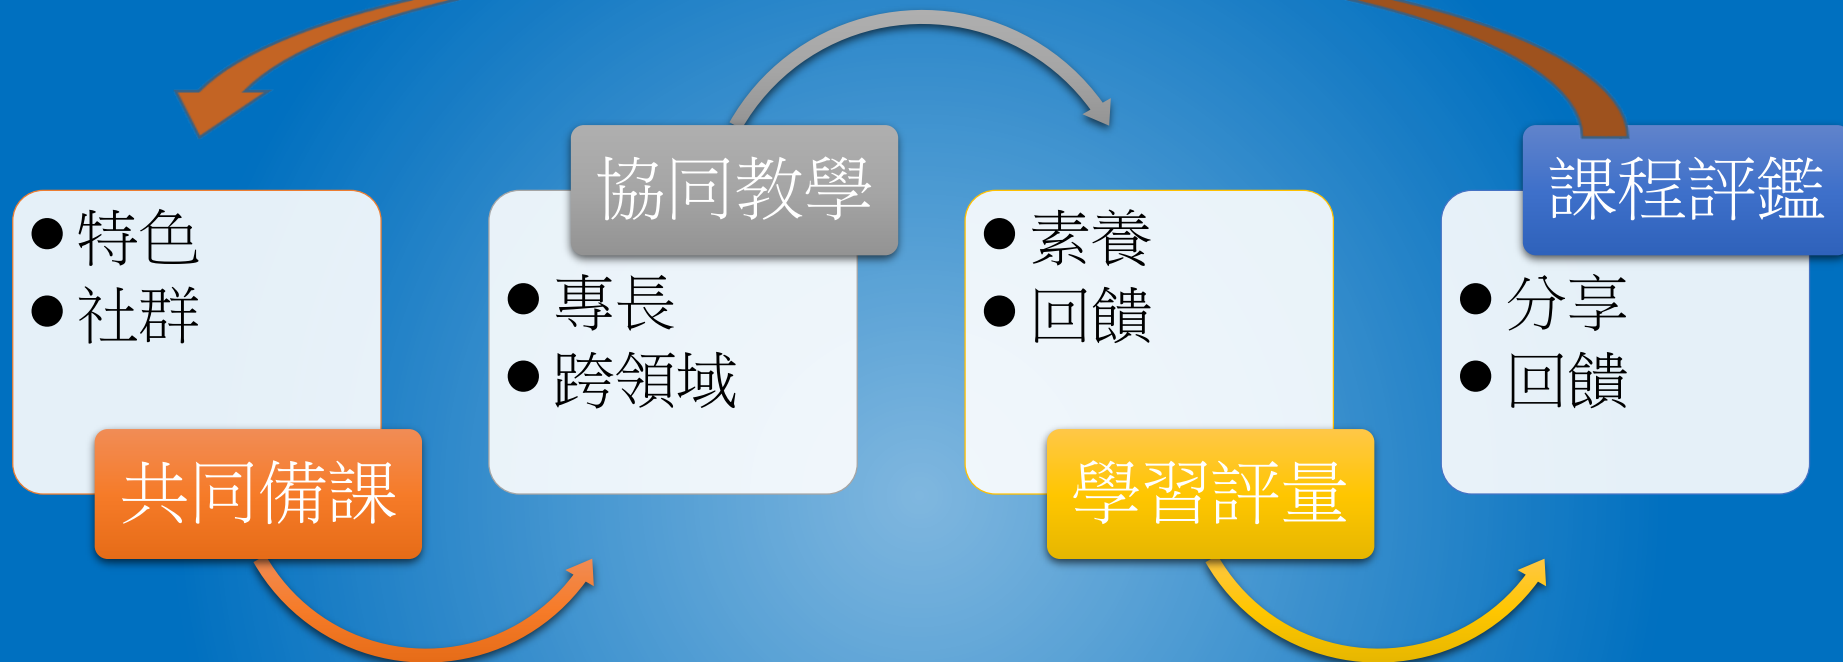 特色
社群
共同備課
協同教學
專長
跨領域
素養
回饋
學習評量
課程評鑑
分享
回饋